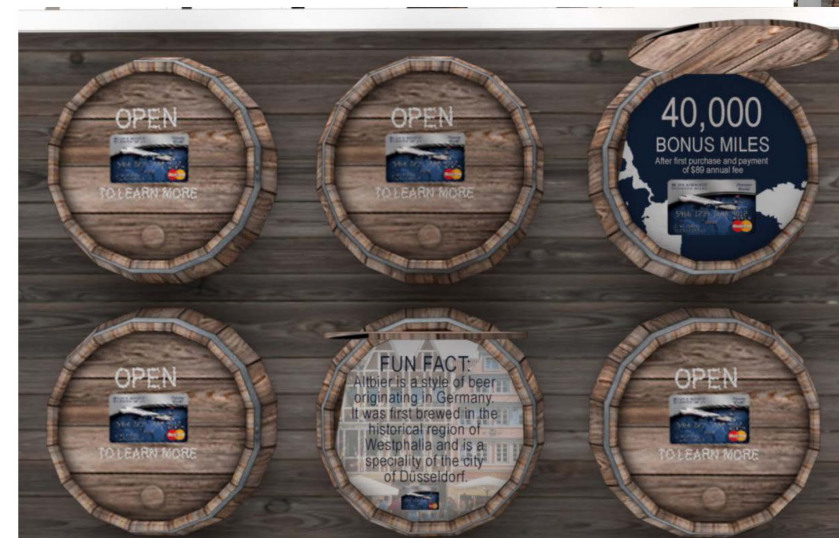 OPEN
TO LEARN MORE
OPEN
TO LEARN MORE
40,000
BONUS MILES
After first purchase and payment
of $89 annual fee
MasterCard
OPEN
TO LEARN MORE
FUN FACT:
Altbier is a style of beer
originating in Germany.
It was first brewed in the
historical region of
Westphalia and is a
speciality of the city
of Düsseldorf.
OPEN
TO LEARN MORE